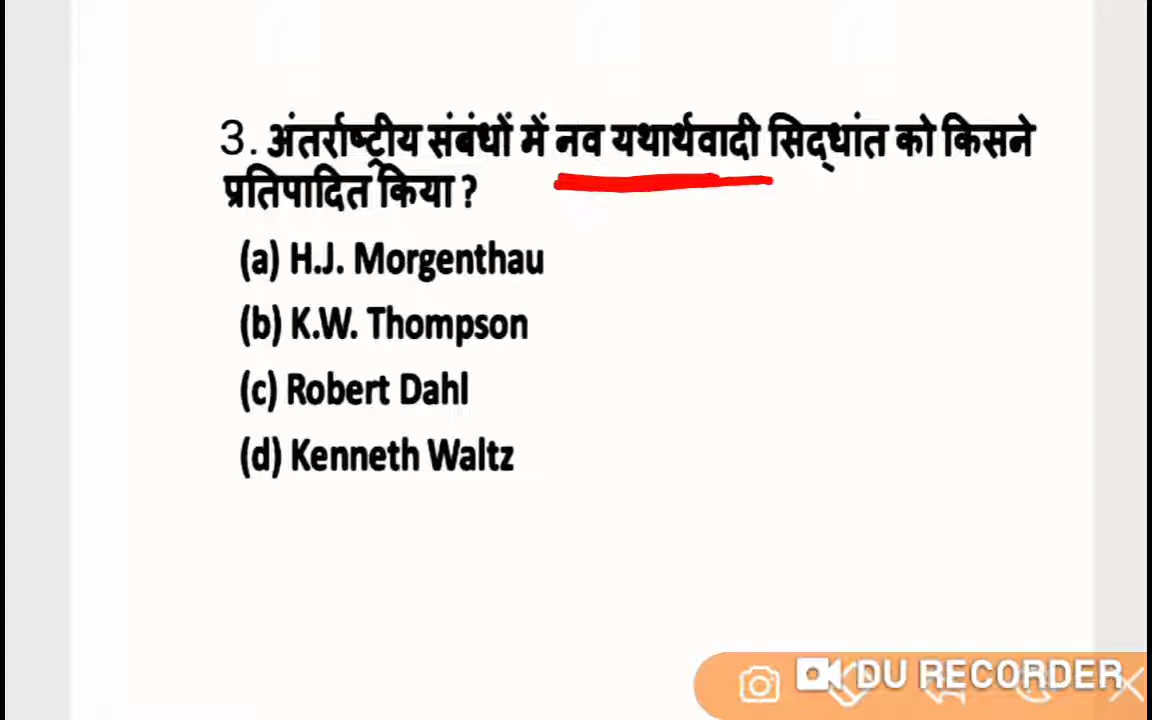 3. अंतर्राष्ट्रीय संबंधों में नव यथार्थवादी सिद्धांत को किसने
प्रतिपादित किया ?
(a) H.J. Morgenthau
(b) K.W. Thompson
(c) Robert Dahl
(d) Kenneth Waltz
DU RECORDER